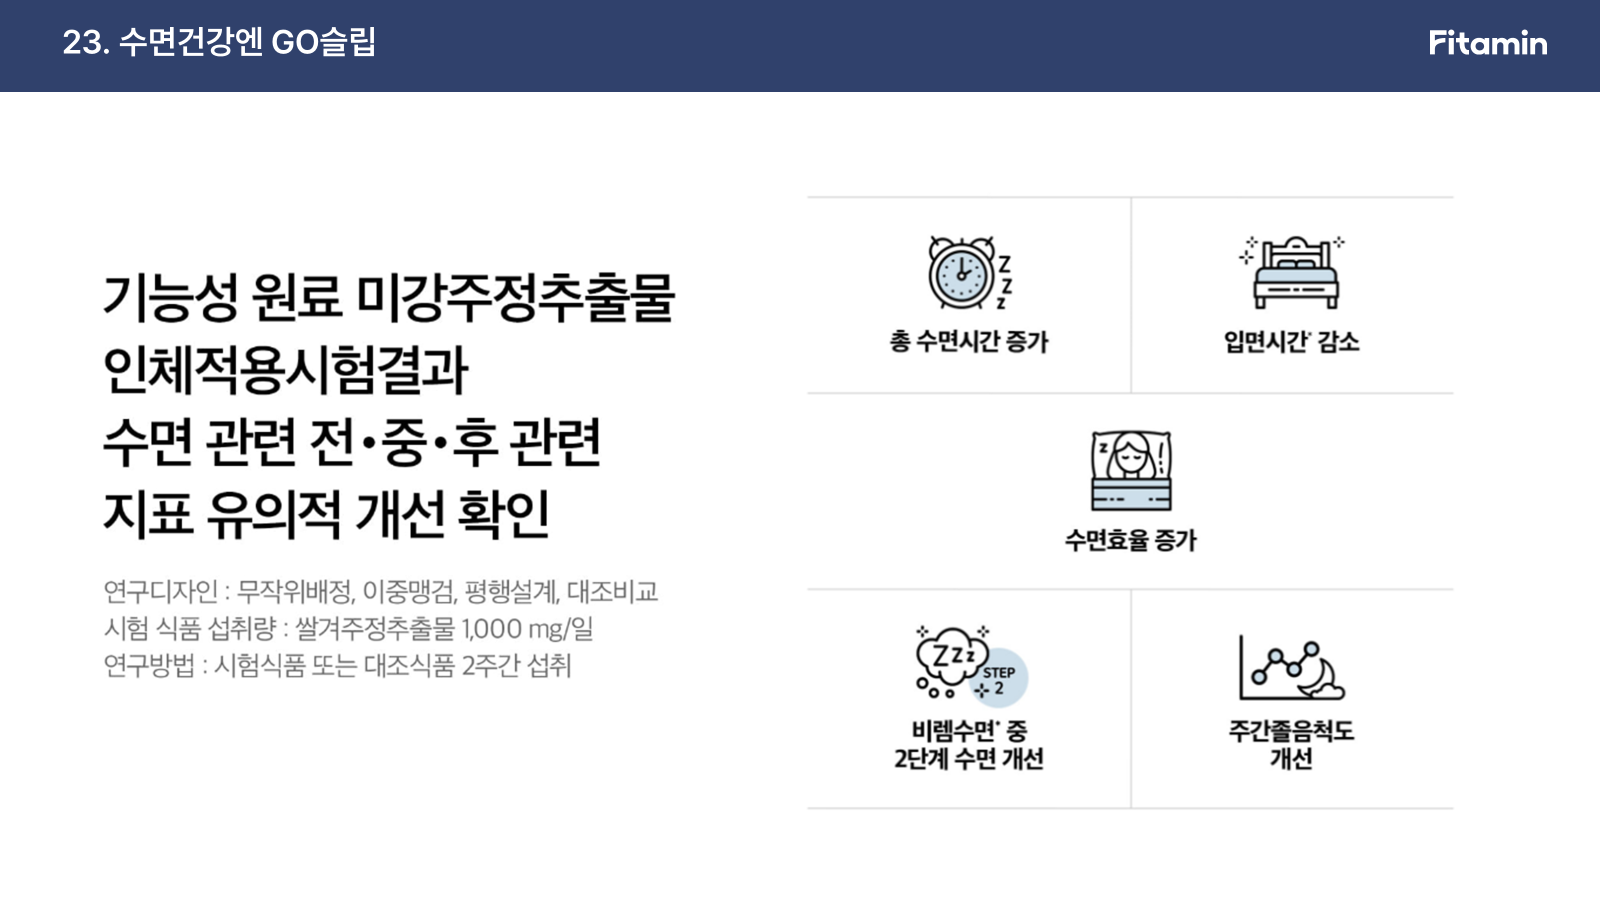 23. 수면건강엔 GO슬립
Fitamin
기능성 원료 미강주정추출물
인체적용시험결과
수면 관련 전•중•후 관련
지표 유의적 개선 확인
연구디자인 : 무작위배정, 이중맹검, 평행설계, 대조비교
시험 식품 섭취량 : 쌀겨주정추출물 1,000 mg/일
연구방법 : 시험식품 또는 대조식품 2주간 섭취
Z
Z
Z
총 수면시간 증가
입면시간* 감소
z
수면효율 증가
Zzz
STEP
2
비렘수면* 중
2단계 수면 개선
주간졸음척도
개선